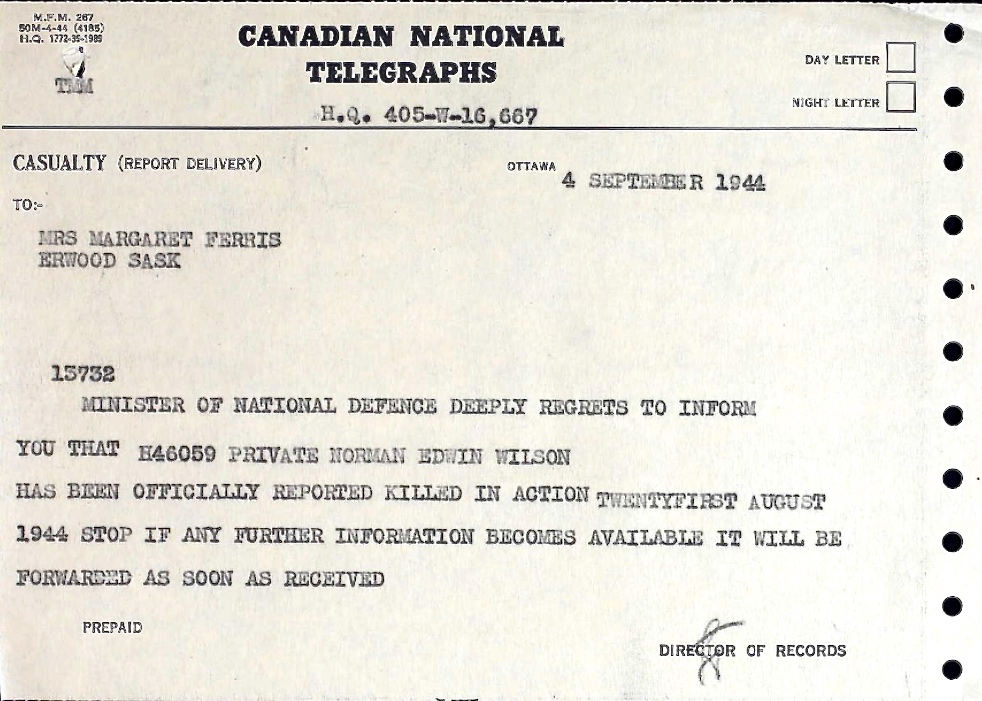 M.F.M. 267
50M-4-44 (4185)
H.Q. 1772-39-1989
TMM
CANADIAN NATIONAL
TELEGRAPHS
H.Q. 405-W-16,667
DAY LETTER
NIGHT LETTER
CASUALTY (REPORT DELIVERY)
OTTAWA 4 SEPTEMBER 1944
TO:-
MRS MARGARET FERRIS
ERWOOD SASK
15732
MINISTER OF NATIONAL DEFENCE DEEPLY REGRETS TO INFORM
YOU THAT H46059 PRIVATE NORMAN EDWIN WILSON
HAS BEEN OFFICIALLY REPORTED KILLED IN ACTION TWENTYFIRST AUGUST
1944 STOP IF ANY FURTHER INFORMATION BECOMES AVAILABLE IT WILL BE
FORWARDED AS SOON AS RECEIVED
PREPAID
DIRECTOR OF RECORDS